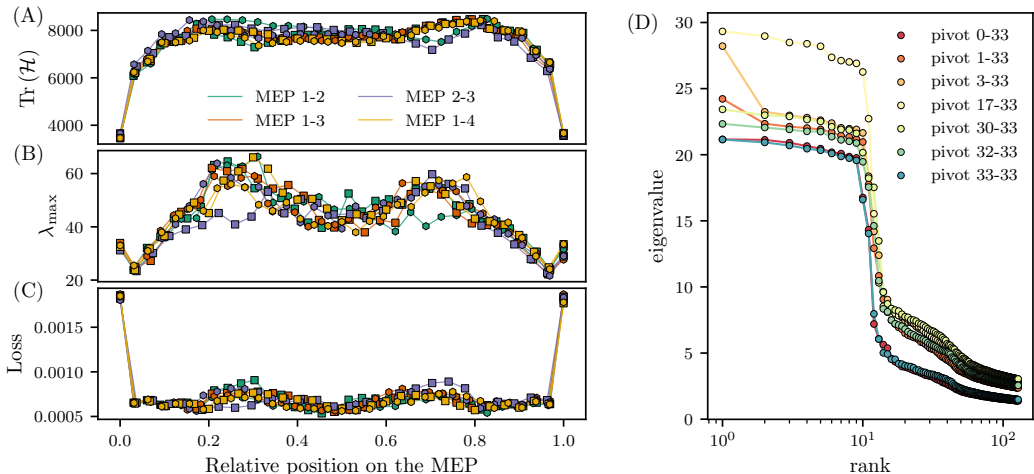 (A)
Tr (ℋ)
8000
6000
4000
MEP 1-2
MEP 2-3
MEP 1-3
MEP 1-4
(B)
λmax
60
40
20
(C)
Loss
0.0015
0.0010
0.0005
0.0 0.2 0.4 0.6 0.8 1.0
Relative position on the MEP
(D)
eigenvalue
30
25
20
15
10
5
0
pivot 0-33
pivot 1-33
pivot 3-33
pivot 17-33
pivot 30-33
pivot 32-33
pivot 33-33
10⁰ 10¹ 10²
rank